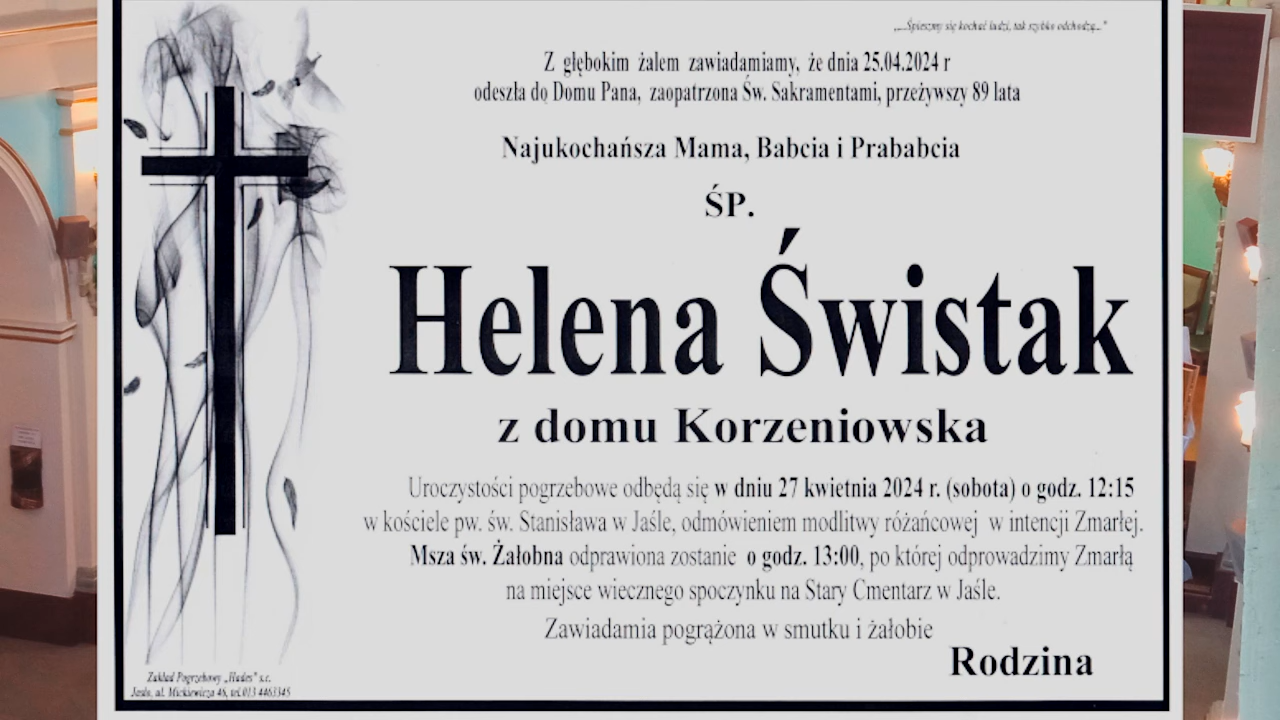 „...Śpieszmy się kochać ludzi, tak szybko odchodzą...”
Z głębokim żalem zawiadamiamy, że dnia 25.04.2024 r
odeszła do Domu Pana, zaopatrzona Św. Sakramentami, przeżywszy 89 lata
Najukochańsza Mama, Babcia i Prababcia
ŚP.
Helena Świstak
z domu Korzeniowska
Uroczystości pogrzebowe odbędą się w dniu 27 kwietnia 2024 r. (sobota) o godz. 12:15
w kościele pw. św. Stanisława w Jaśle, odmówieniem modlitwy różańcowej w intencji Zmarłej.
Msza św. Żałobna odprawiona zostanie o godz. 13:00, po której odprowadzimy Zmarłą
na miejsce wiecznego spoczynku na Stary Cmentarz w Jaśle.
Zawiadamia pogrążona w smutku i żałobie
Rodzina
Zakład Pogrzebowy „Hades” s.c.
Jasło, ul. Mickiewicza 46, tel.013 4463345